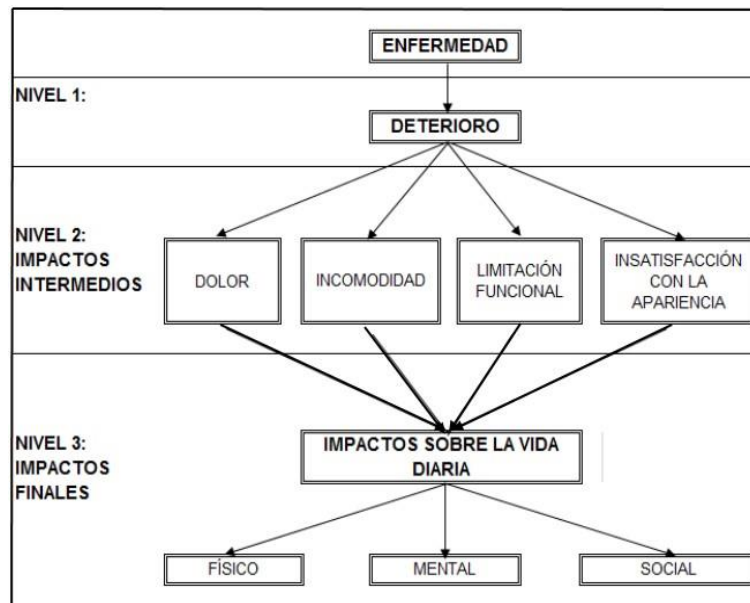 ENFERMEDAD
NIVEL 1:
DETERIORO
NIVEL 2:
IMPACTOS
INTERMEDIOS
DOLOR
INCOMODIDAD
LIMITACIÓN
FUNCIONAL
INSATISFACCIÓN
CON LA
APARIENCIA
NIVEL 3:
IMPACTOS
FINALES
IMPACTOS SOBRE LA VIDA
DIARIA
FÍSICO
MENTAL
SOCIAL